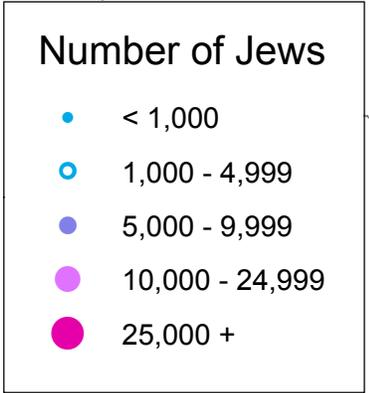 Number of Jews
< 1,000
1,000 - 4,999
5,000 - 9,999
10,000 - 24,999
25,000 +